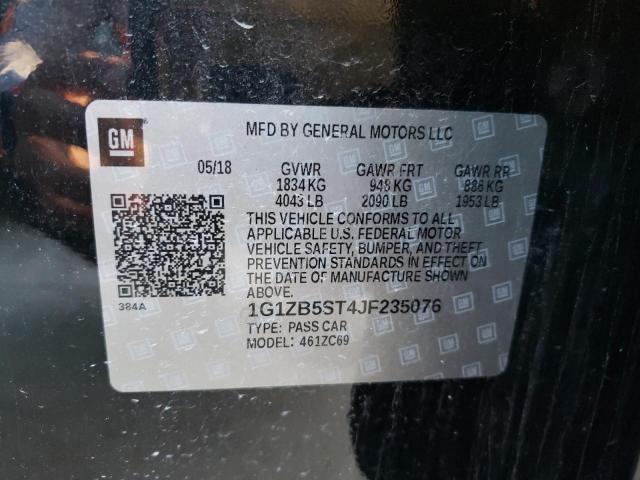 GM
MFD BY GENERAL MOTORS LLC
05/18 GVWR GAWR FRT GAWR RR
1834 KG 948 KG 886 KG
4043 LB 2090 LB 1953 LB
THIS VEHICLE CONFORMS TO ALL
APPLICABLE U.S. FEDERAL MOTOR
VEHICLE SAFETY, BUMPER, AND THEFT
PREVENTION STANDARDS IN EFFECT ON
THE DATE OF MANUFACTURE SHOWN
ABOVE.
384A
1G1ZB5ST4JF235076
TYPE: PASS CAR
MODEL: 461ZC69